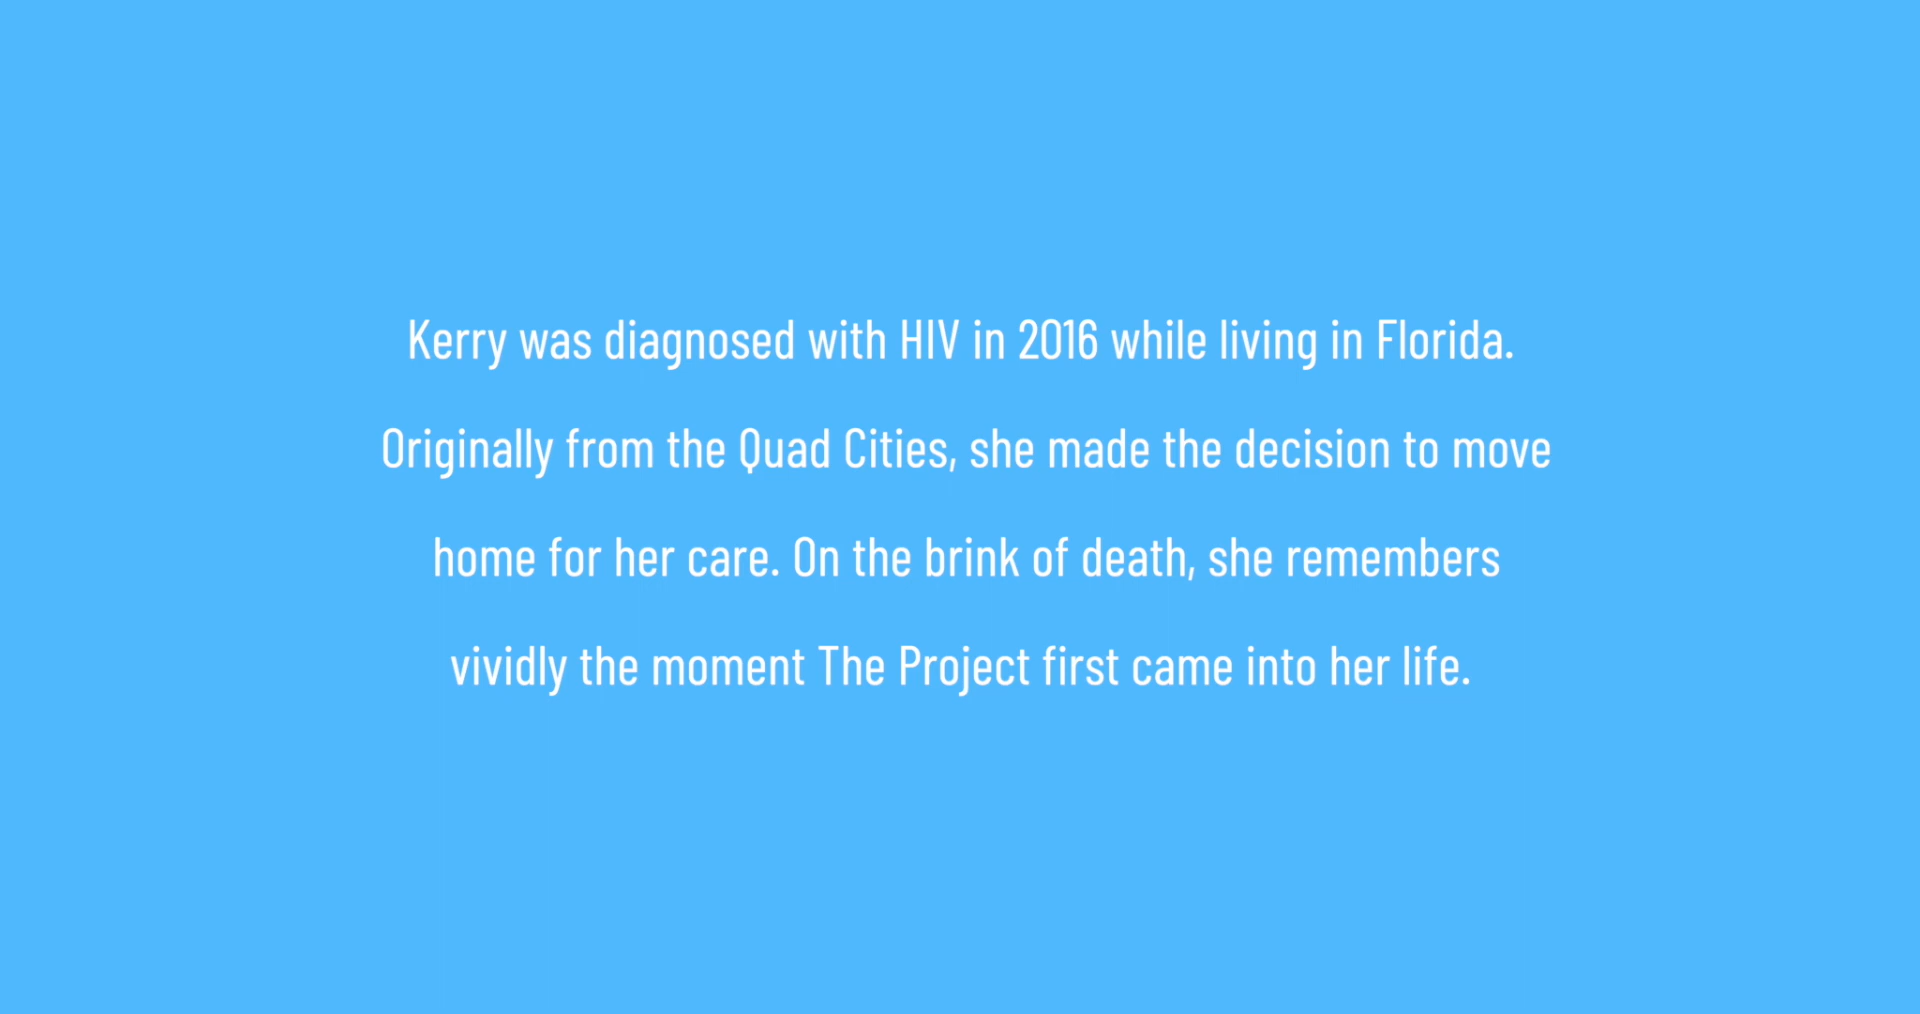 Kerry was diagnosed with HIV in 2016 while living in Florida.
Originally from the Quad Cities, she made the decision to move
home for her care. On the brink of death, she remembers
vividly the moment The Project first came into her life.